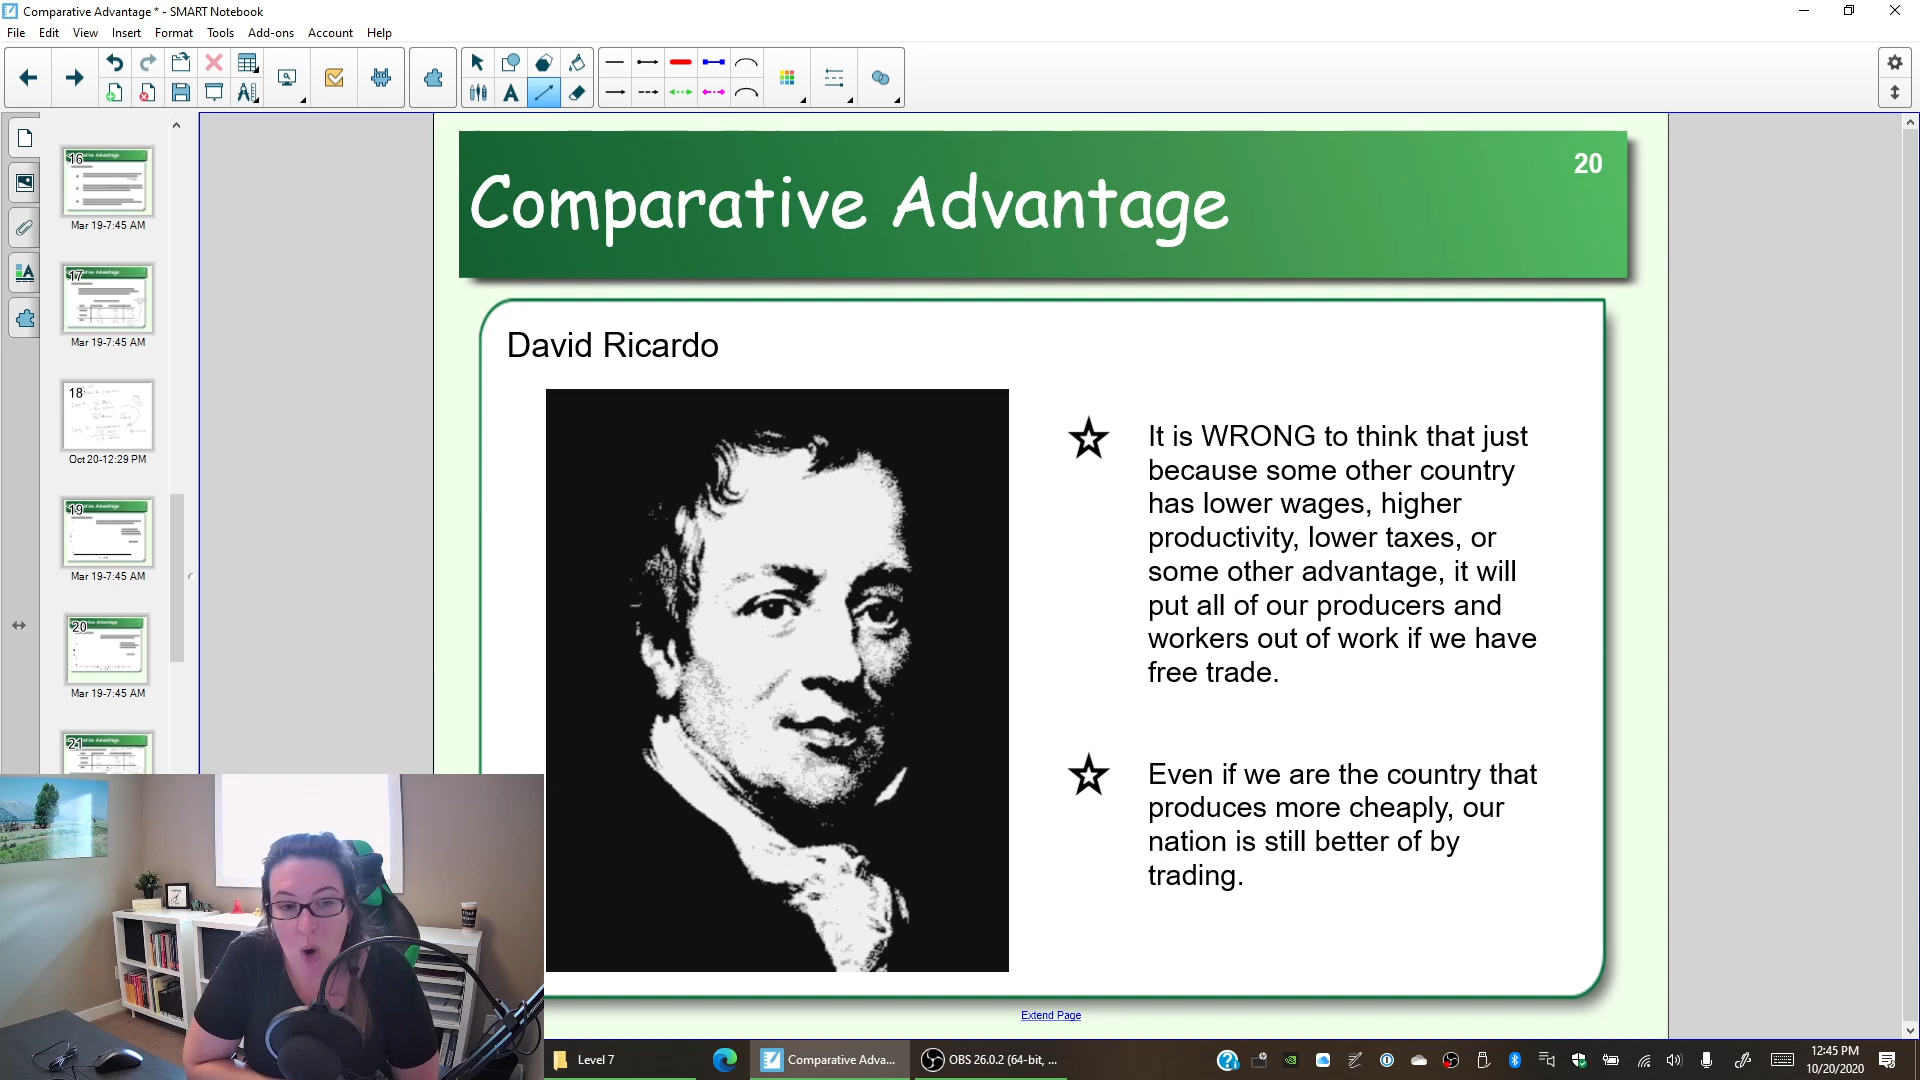 Comparative Advantage * - SMART Notebook
File Edit View Insert Format Tools Add-ons Account Help
16
Mar 19-7:45 AM
17
Mar 19-7:45 AM
18
Oct 20-12:29 PM
19
Mar 19-7:45 AM
20
Mar 19-7:45 AM
21
20
Comparative Advantage
David Ricardo
It is WRONG to think that just
because some other country
has lower wages, higher
productivity, lower taxes, or
some other advantage, it will
put all of our producers and
workers out of work if we have
free trade.
Even if we are the country that
produces more cheaply, our
nation is still better of by
trading.
Extend Page
Level 7
Comparative Adva...
OBS 26.0.2 (64-bit, ...
12:45 PM
10/20/2020